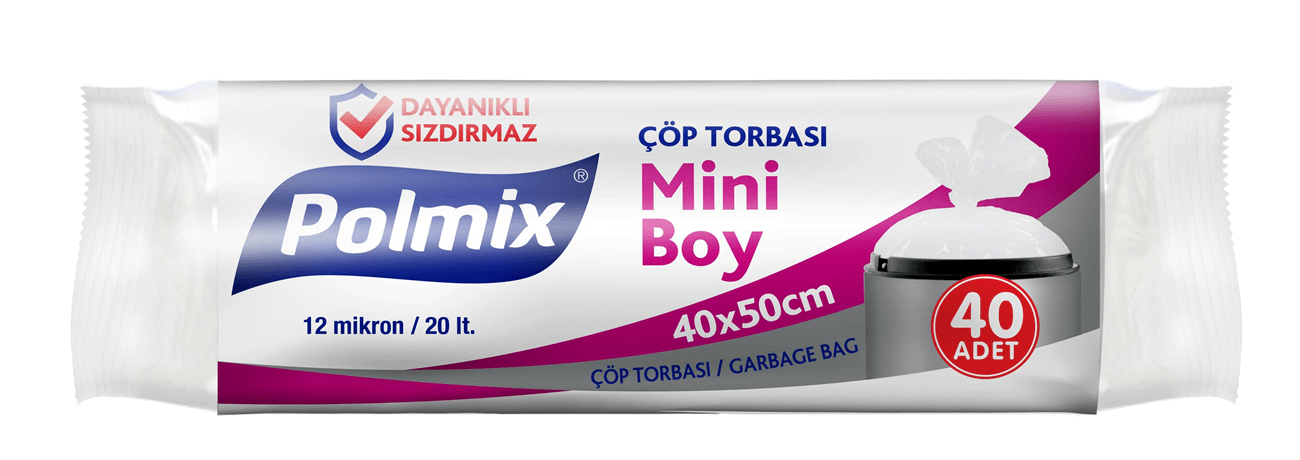 DAYANIKLI
SIZDIRMAZ
Polmix®
12 mikron / 20 lt.
ÇÖP TORBASI
Mini
Boy
40x50cm
ÇÖP TORBASI / GARBAGE BAG
40
ADET